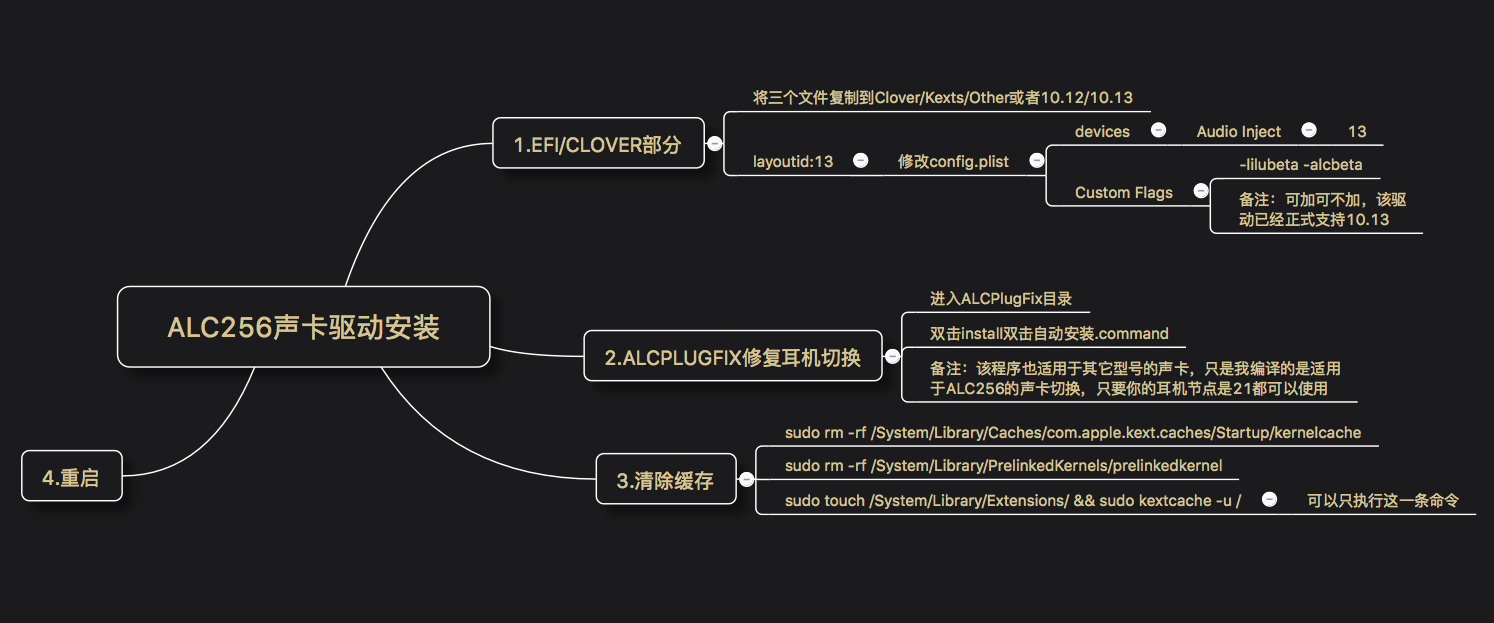 ALC256声卡驱动安装
1.EFI/CLOVER部分
将三个文件复制到Clover/Kexts/Other或者10.12/10.13
layoutid:13
修改config.plist
devices
Audio Inject
13
Custom Flags
-lilubeta -alcbeta
备注：可加可不加，该驱
动已经正式支持10.13
2.ALCPLUGFIX修复耳机切换
进入ALCPlugFix目录
双击install双击自动安装.command
备注：该程序也适用于其它型号的声卡，只是我编译的是适用
于ALC256的声卡切换，只要你的耳机节点是21都可以使用
3.清除缓存
sudo rm -rf /System/Library/Caches/com.apple.kext.caches/Startup/kernelcache
sudo rm -rf /System/Library/PrelinkedKernels/prelinkedkernel
sudo touch /System/Library/Extensions/ && sudo kextcache -u /
可以只执行这一条命令
4.重启